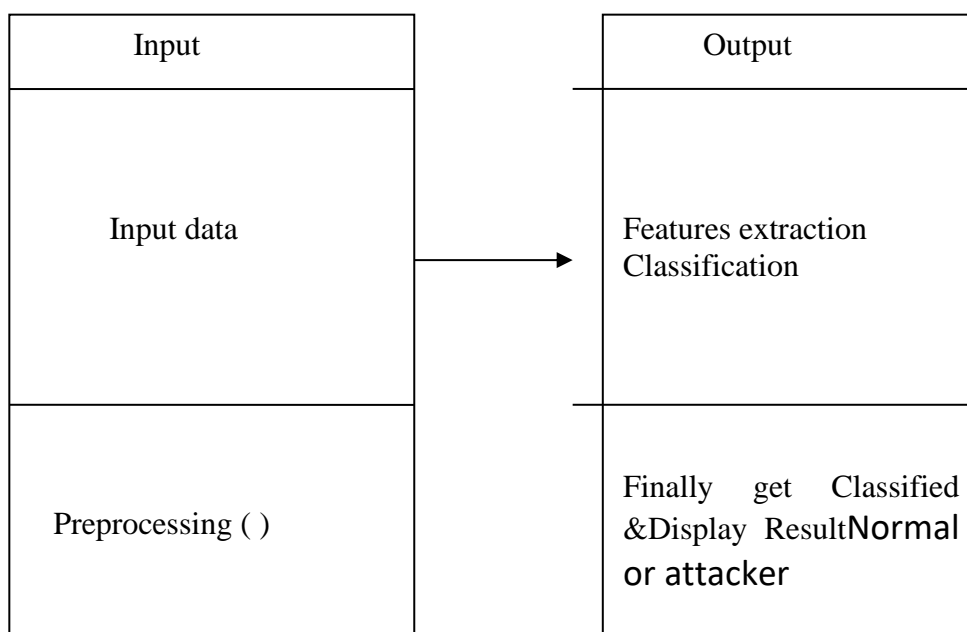 Input
Input data
Preprocessing ( )
Output
Features extraction
Classification
Finally get Classified
&Display ResultNormal
or attacker